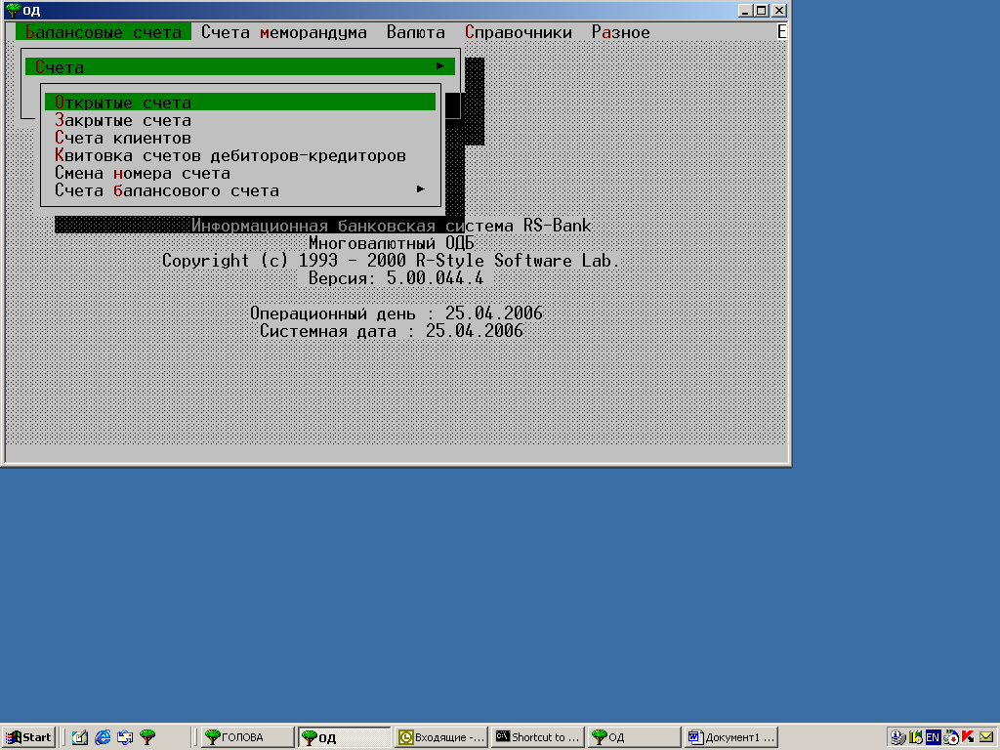 ОД
Балансовые счета Счета меморандума Валюта Справочники Разное E
Счета
Открытые счета
Закрытые счета
Счета клиентов
Квитовка счетов дебиторов-кредиторов
Смена номера счета
Счета балансового счета
Информационная банковская система RS-Bank
Многовалютный ОДБ
Copyright (c) 1993 - 2000 R-Style Software Lab.
Версия: 5.00.044.4
Операционный день : 25.04.2006
Системная дата : 25.04.2006
Start ГОЛОВА ОД Входящие -... Shortcut to ... ОД Документ1 ... EN